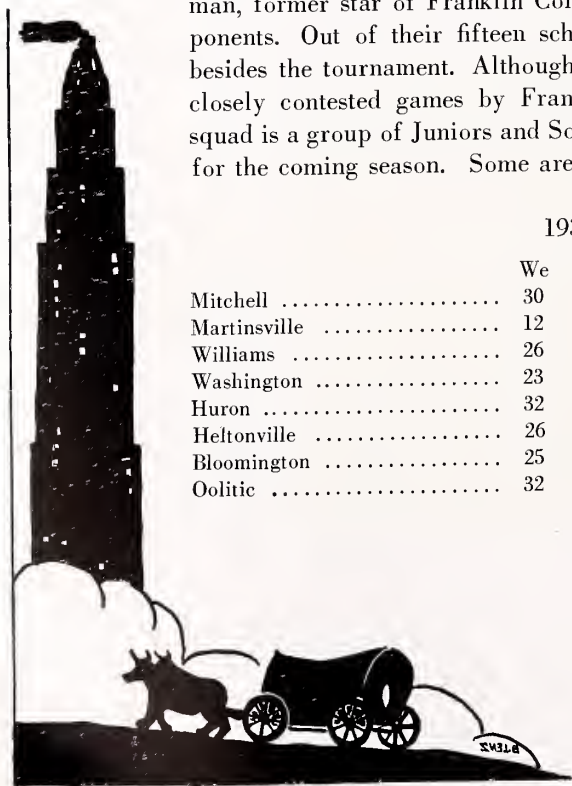 man, former star of Franklin Col
ponents. Out of their fifteen sch
besides the tournament. Although
closely contested games by Fran
squad is a group of Juniors and So
for the coming season. Some are
193
We
Mitchell ..................... 30
Martinsville ................. 12
Williams .................... 26
Washington .................. 23
Huron ....................... 32
Heltonville .................. 26
Bloomington ................. 25
Oolitic ...................... 32